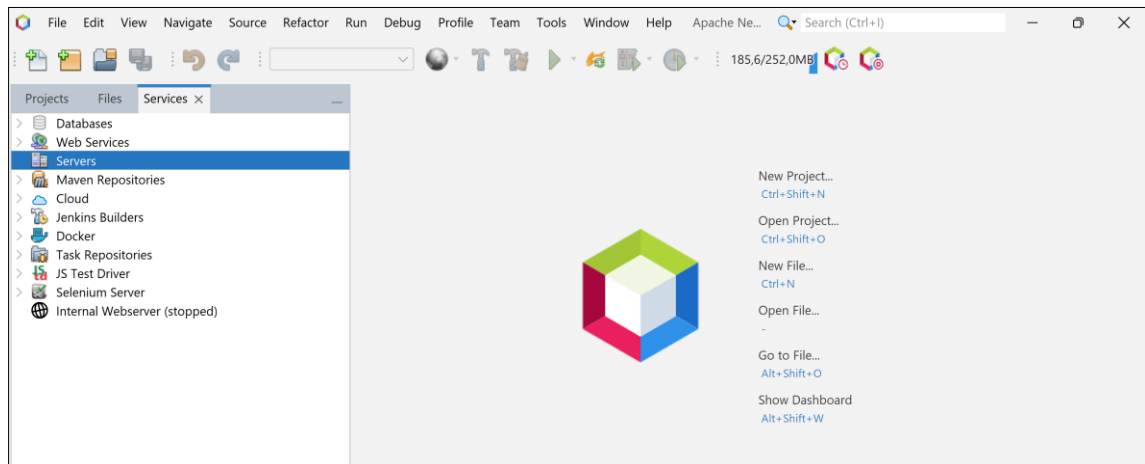 File Edit View Navigate Source Refactor Run Debug Profile Team Tools Window Help Apache Ne... Search (Ctrl+I)
185,6/252,0MB
Projects Files Services
Databases
Web Services
Servers
Maven Repositories
Cloud
Jenkins Builders
Docker
Task Repositories
JS Test Driver
Selenium Server
Internal Webserver (stopped)
New Project...
Ctrl+Shift+N
Open Project...
Ctrl+Shift+O
New File...
Ctrl+N
Open File...
-
Go to File...
Alt+Shift+O
Show Dashboard
Alt+Shift+W